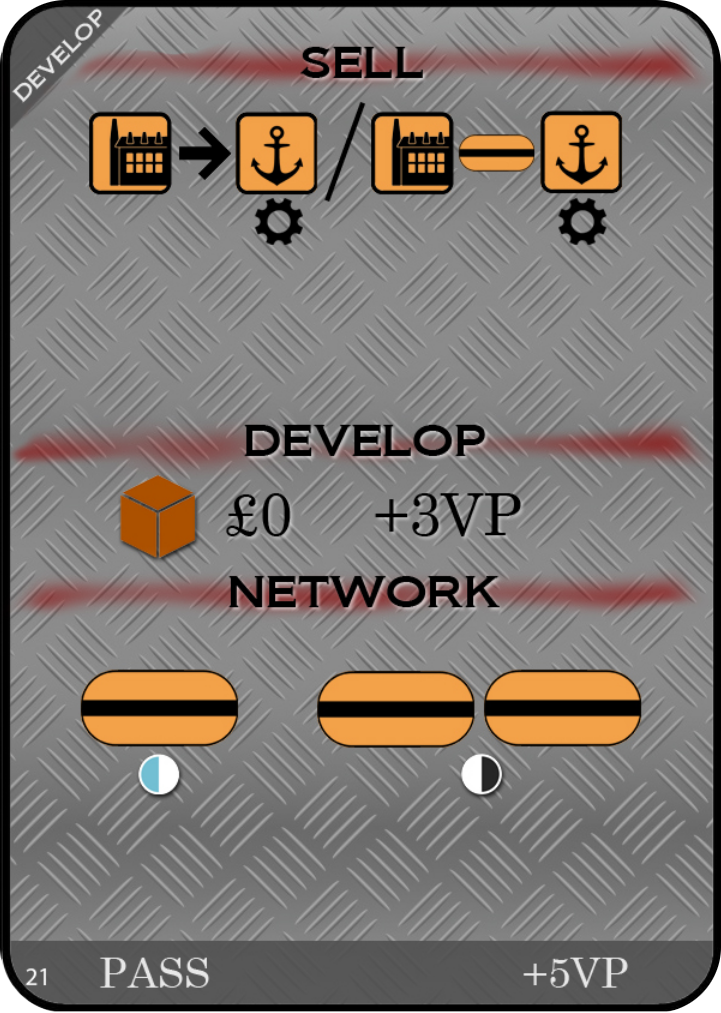 DEVELOP
SELL
DEVELOP
£0 +3VP
NETWORK
21 PASS +5VP